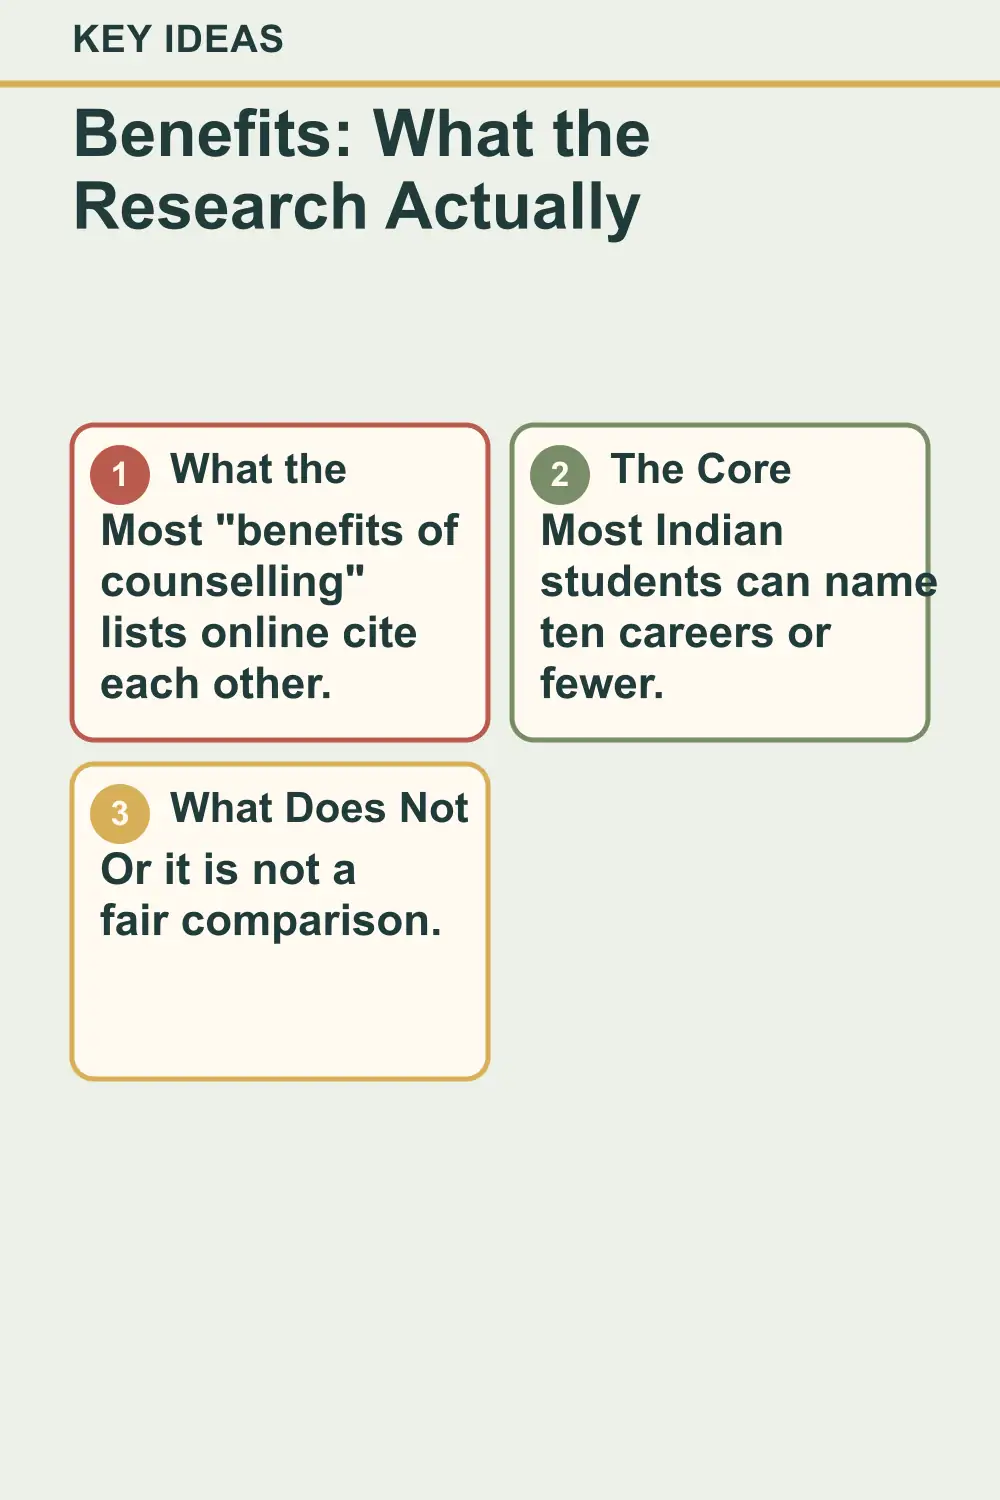 KEY IDEAS
Benefits: What the
Research Actually
1 What the
Most "benefits of
counselling"
lists online cite
each other.
2 The Core
Most Indian
students can name
ten careers or
fewer.
3 What Does Not
Or it is not a
fair comparison.